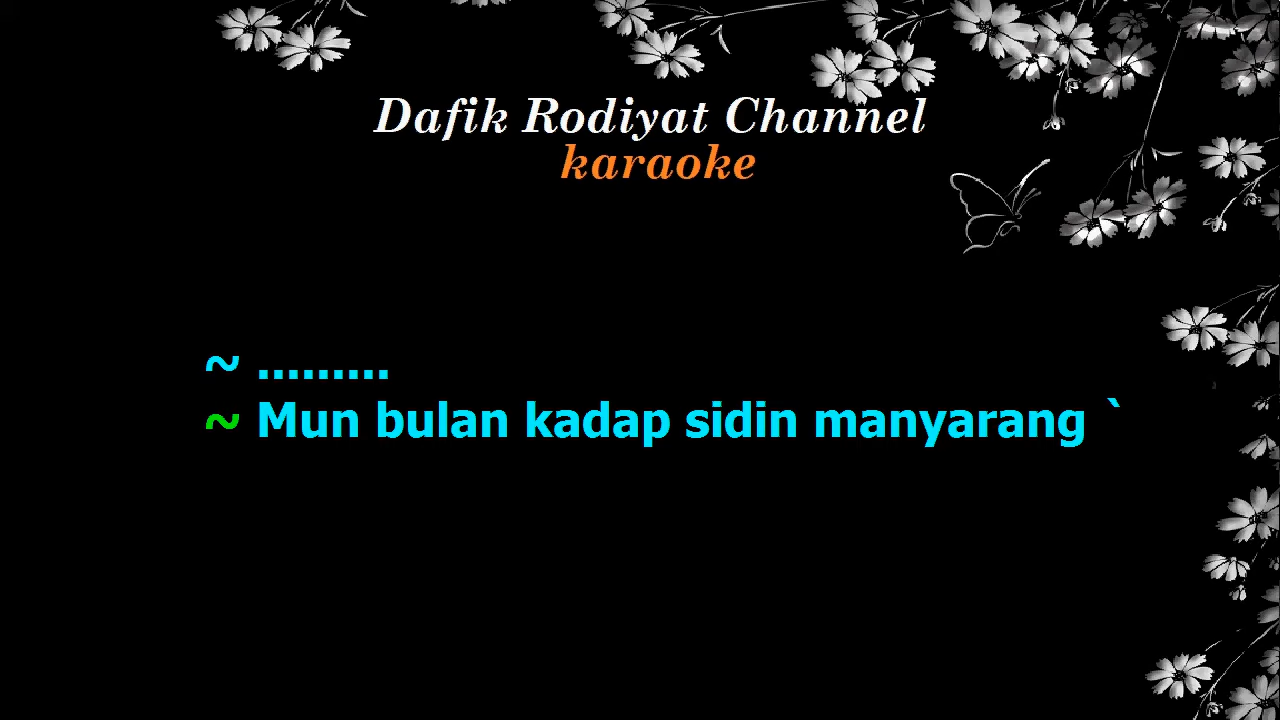 Dafik Rodiyat Channel
karaoke
~ .........
~ Mun bulan kadap sidin manyarang `